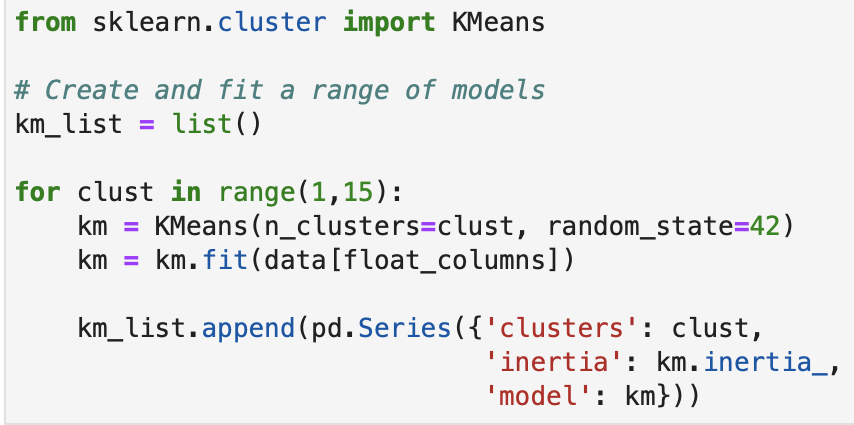 from sklearn.cluster import KMeans
# Create and fit a range of models
km_list = list()
for clust in range(1,15):
    km = KMeans(n_clusters=clust, random_state=42)
    km = km.fit(data[float_columns])
    km_list.append(pd.Series({'clusters': clust,
                              'inertia': km.inertia_,
                              'model': km}))